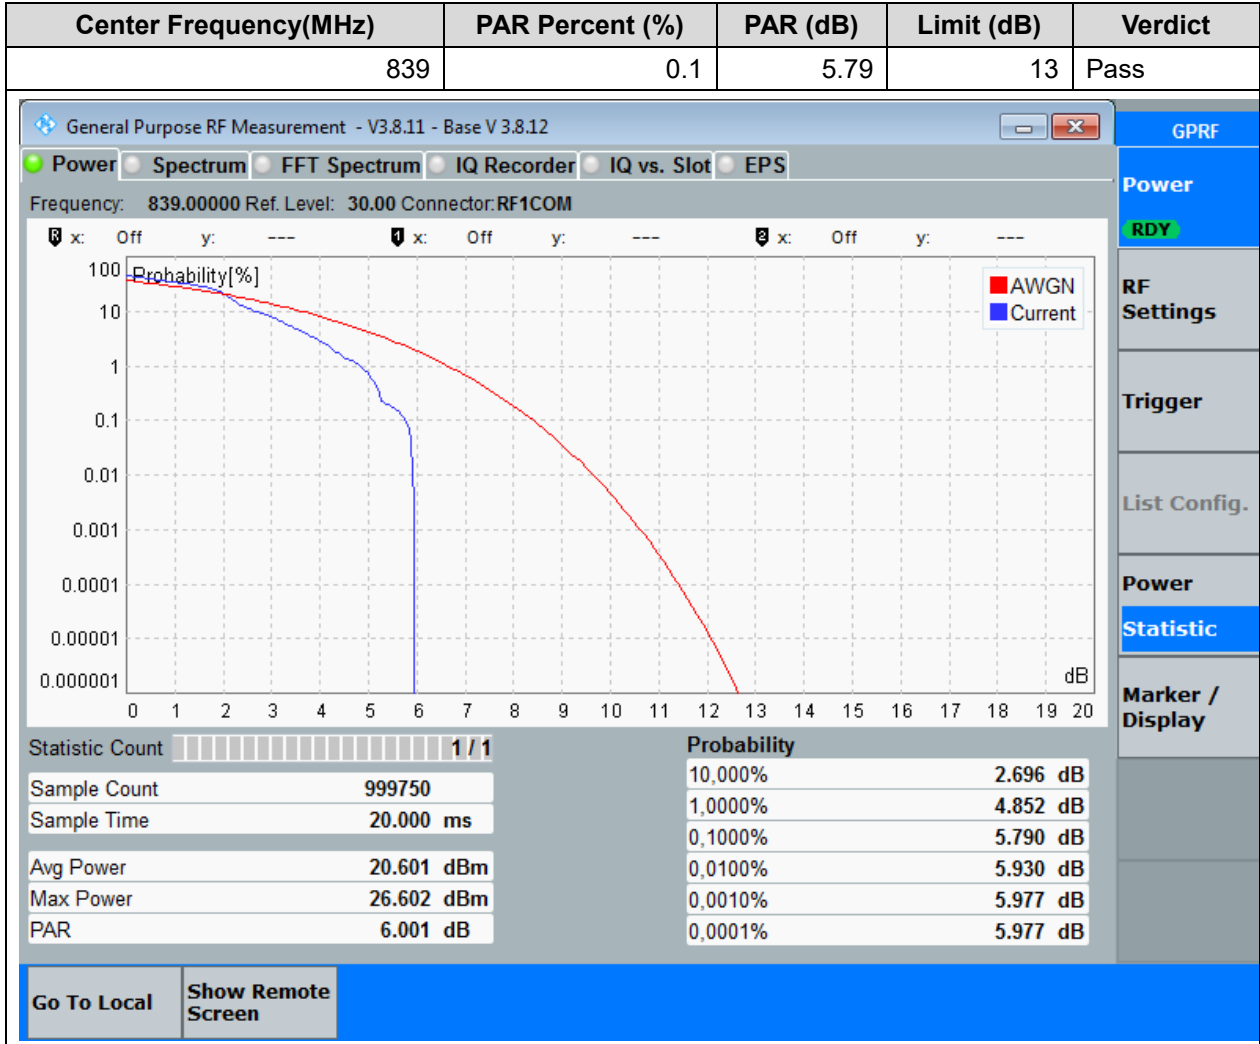 Center Frequency(MHz) PAR Percent (%) PAR (dB) Limit (dB) Verdict
839 0.1 5.79 13 Pass
General Purpose RF Measurement - V3.8.11 - Base V 3.8.12
GPRF
Power Spectrum FFT Spectrum IQ Recorder IQ vs. Slot EPS
Power
RDY
Frequency: 839.00000 Ref. Level: 30.00 Connector: RF1COM
R x: Off y: --- 1 x: Off y: --- 2 x: Off y: ---
Probability[%]
100
10
1
0.1
0.01
0.001
0.0001
0.00001
0.000001
AWGN
Current
dB
0 1 2 3 4 5 6 7 8 9 10 11 12 13 14 15 16 17 18 19 20
RF
Settings
Trigger
List Config.
Power
Statistic
Marker /
Display
Statistic Count 1 / 1
Sample Count 999750
Sample Time 20.000 ms
Avg Power 20.601 dBm
Max Power 26.602 dBm
PAR 6.001 dB
Probability
10,000% 2.696 dB
1,0000% 4.852 dB
0,1000% 5.790 dB
0,0100% 5.930 dB
0,0010% 5.977 dB
0,0001% 5.977 dB
Go To Local
Show Remote
Screen